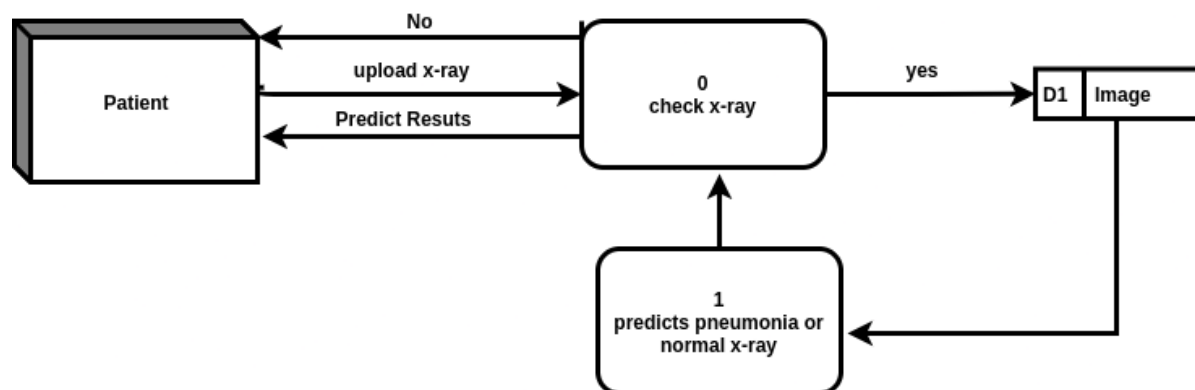 No
upload x-ray
Predict Resuts
Patient
0
check x-ray
yes
D1 Image
1
predicts pneumonia or
normal x-ray